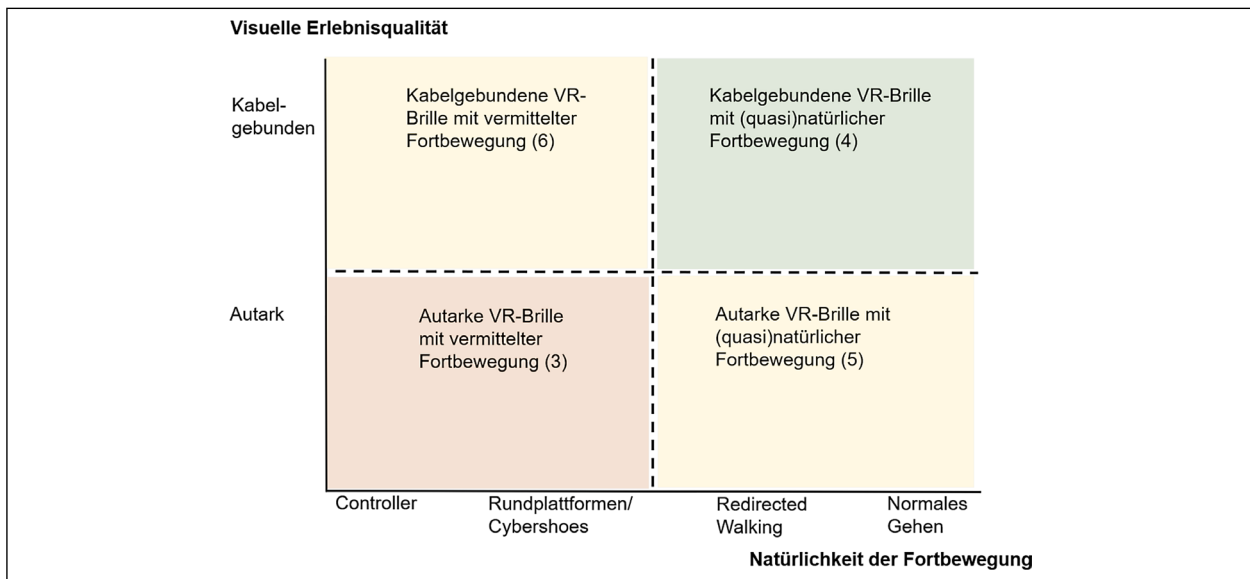 Visuelle Erlebnisqualität
Kabel-
gebunden
Kabelgebundene VR-
Brille mit vermittelter
Fortbewegung (6)
Kabelgebundene VR-Brille
mit (quasi)natürlicher
Fortbewegung (4)
Autark
Autarke VR-Brille
mit vermittelter
Fortbewegung (3)
Autarke VR-Brille mit
(quasi)natürlicher
Fortbewegung (5)
Controller
Rundplattformen/
Cybershoes
Redirected
Walking
Normales
Gehen
Natürlichkeit der Fortbewegung